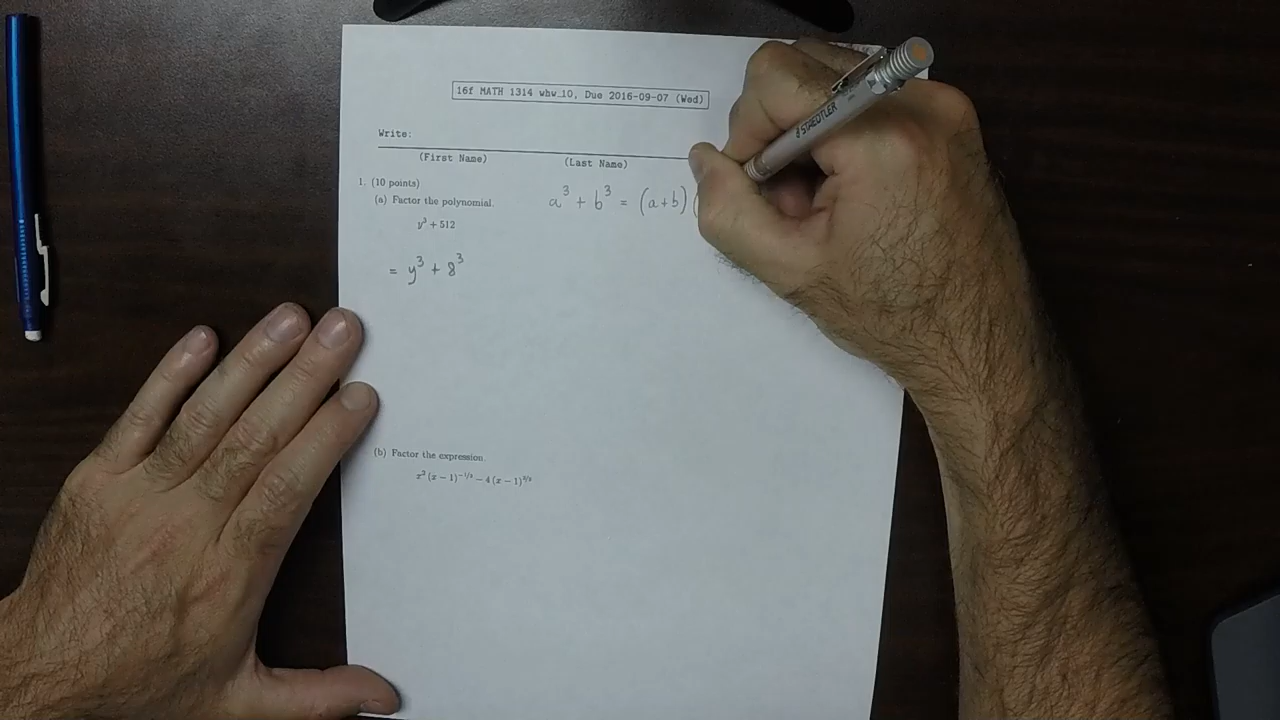 16f MATH 1314 whw_10, Due 2016-09-07 (Wed)
Write:
(First Name) (Last Name)
1. (10 points)
(a) Factor the polynomial.
a³ + b³ = (a+b) (
y³ + 512
= y³ + 8³
(b) Factor the expression.
STAEDTLER